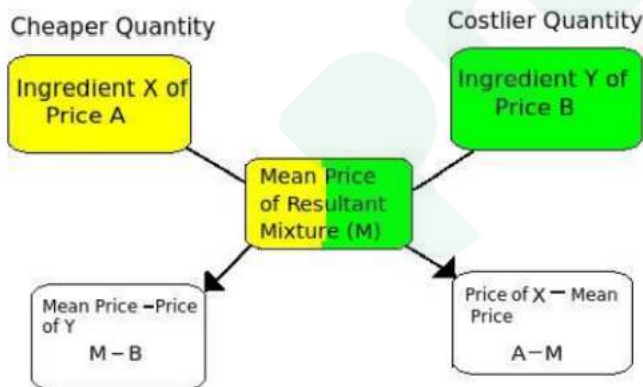 Cheaper Quantity
Costlier Quantity
Ingredient X of
Price A
Ingredient Y of
Price B
Mean Price
of Resultant
Mixture (M)
Mean Price –Price
of Y
M – B
Price of X – Mean
Price
A–M